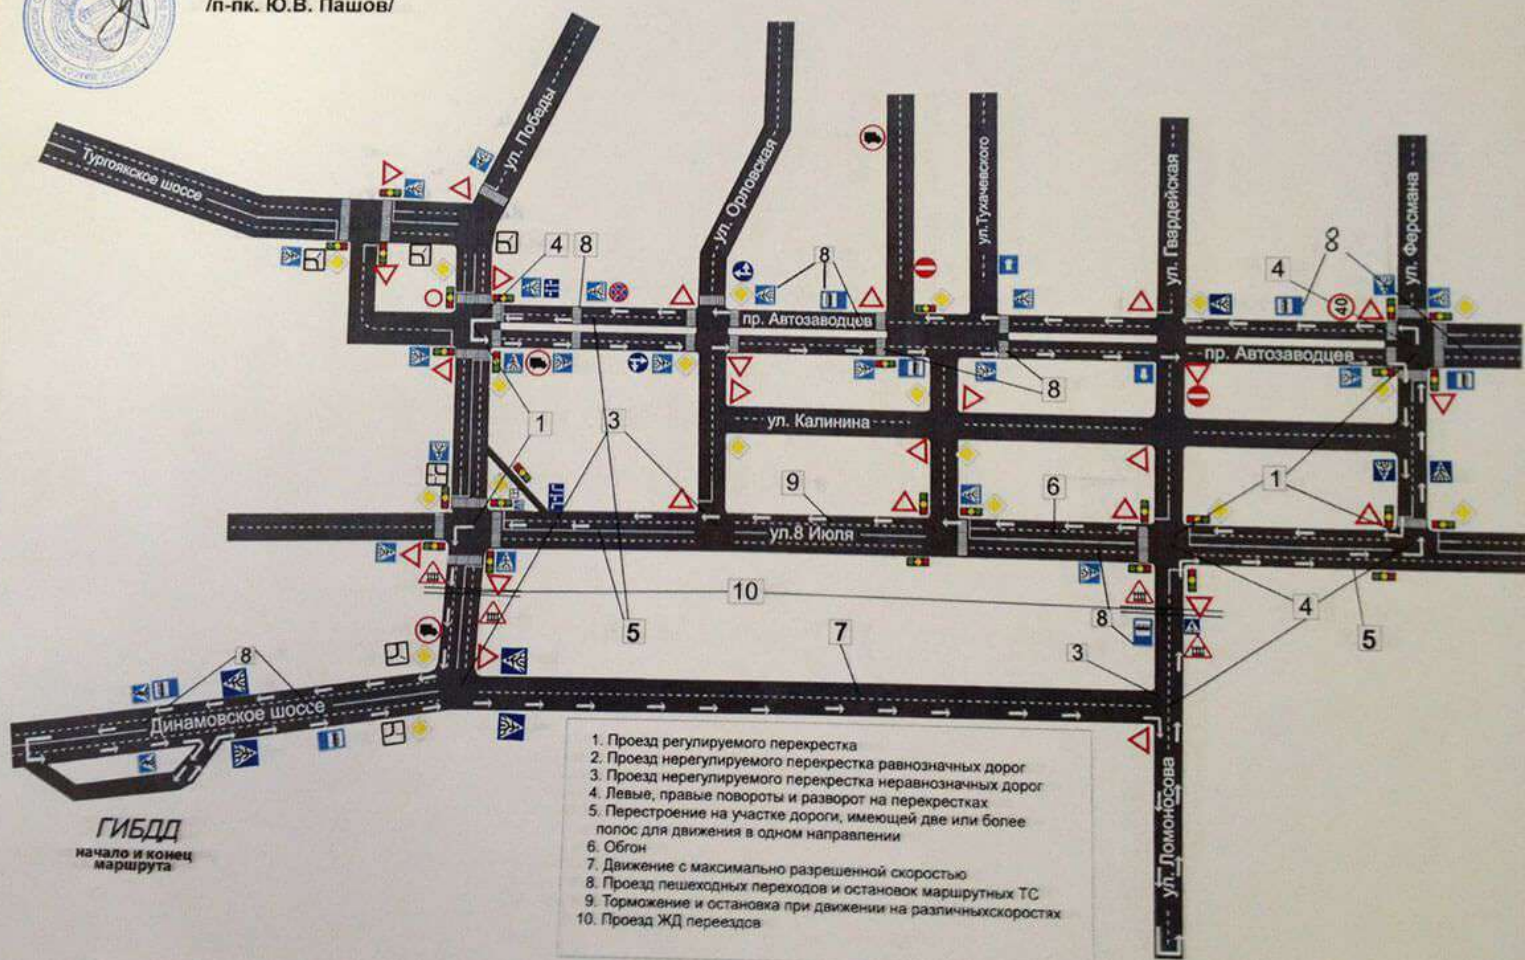 /п-пк. Ю.В. Пашов/
Тургоякское шоссе
ул. Победы
ул. Орловская
ул.Тухачевского
ул. Гвардейская
ул. Ферсмана
4
8
8
4
8
40
пр. Автозаводцев
пр. Автозаводцев
8
1
3
ул. Калинина
9
6
1
ул.8 Июля
10
5
7
8
3
4
5
8
Динамовское шоссе
ул. Ломоносова
ГИБДД
начало и конец
маршрута
1. Проезд регулируемого перекрестка
2. Проезд нерегулируемого перекрестка равнозначных дорог
3. Проезд нерегулируемого перекрестка неравнозначных дорог
4. Левые, правые повороты и разворот на перекрестках
5. Перестроение на участке дороги, имеющей две или более
полос для движения в одном направлении
6. Обгон
7. Движение с максимально разрешенной скоростью
8. Проезд пешеходных переходов и остановок маршрутных ТС
9. Торможение и остановка при движении на различныхскоростях
10. Проезд ЖД переездов